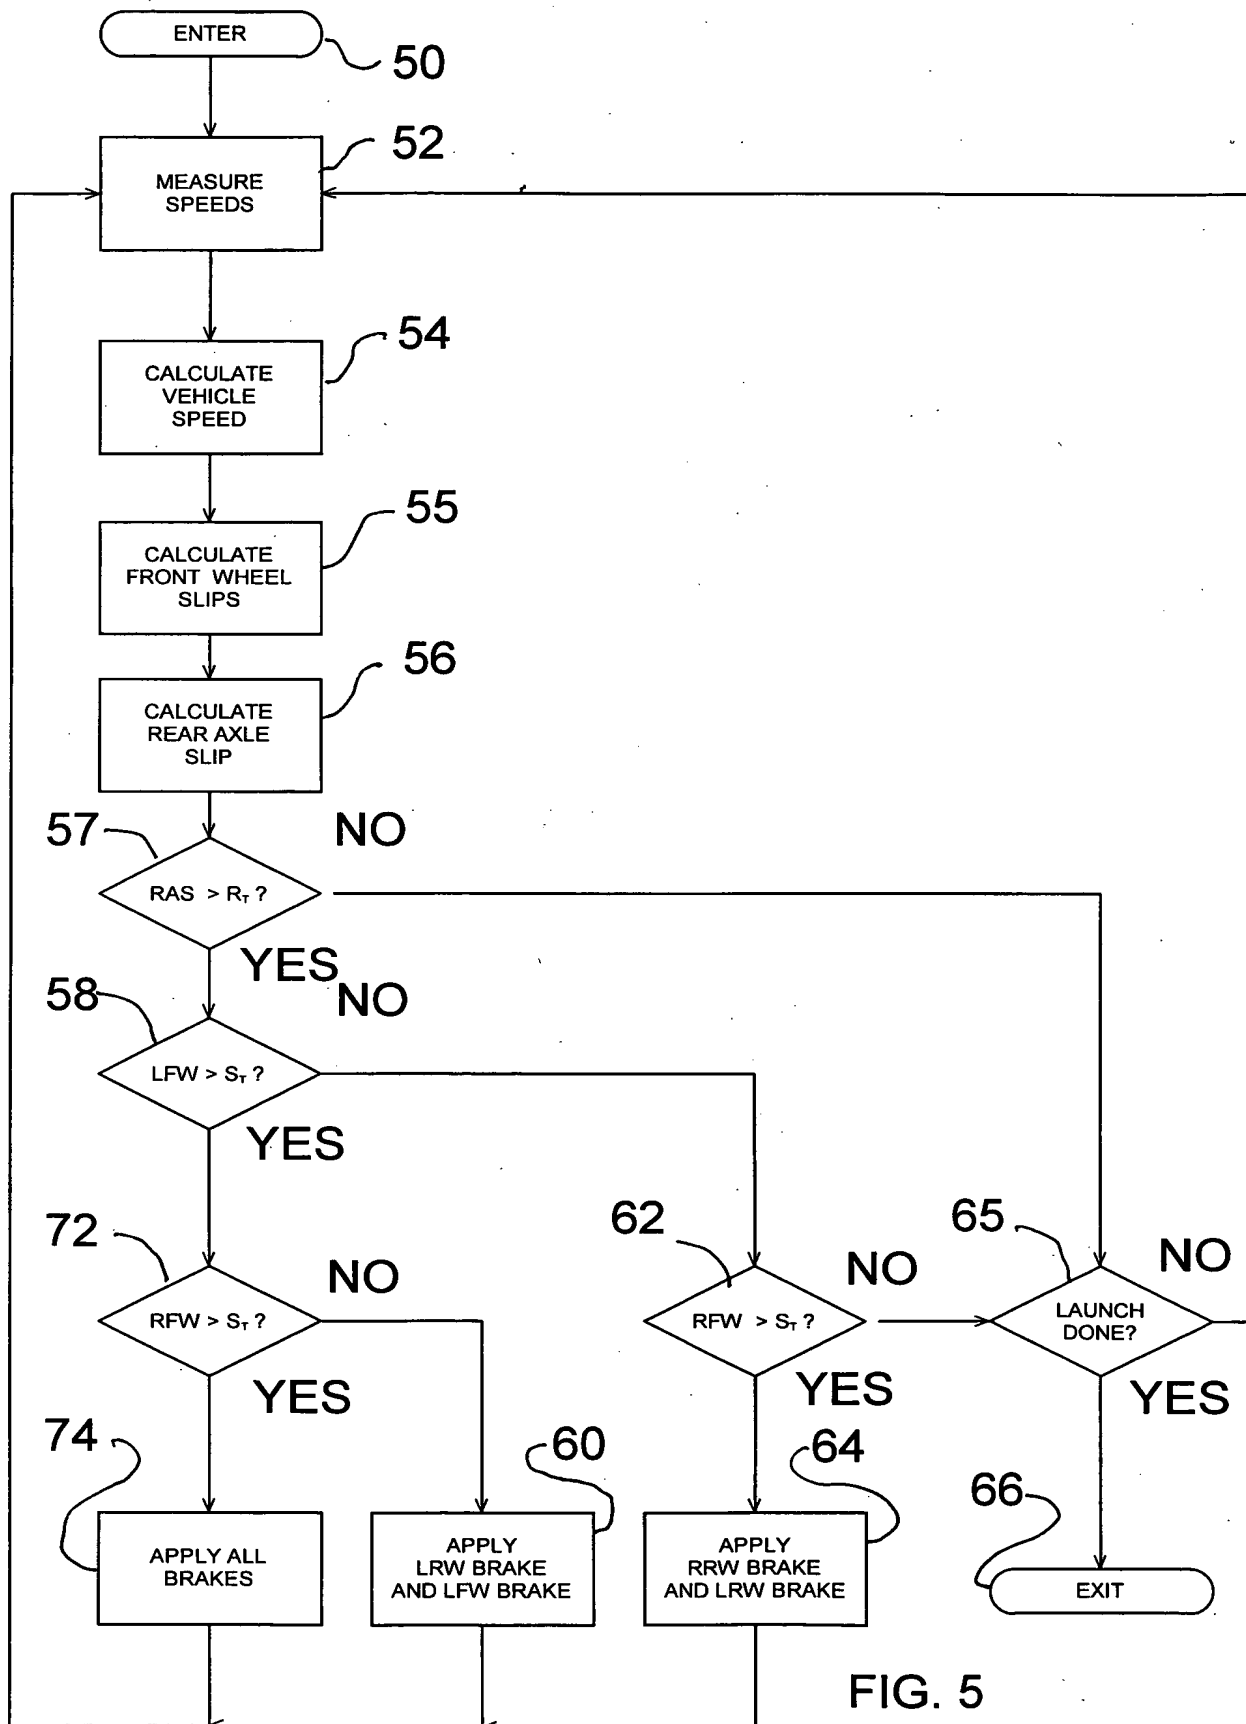 ENTER
50
MEASURE
SPEEDS
52
CALCULATE
VEHICLE
SPEED
54
CALCULATE
FRONT WHEEL
SLIPS
55
CALCULATE
REAR AXLE
SLIP
56
57
RAS > RT ?
NO
YES
58
LFW > ST ?
NO
YES
72
RFW > ST ?
NO
YES
62
RFW > ST ?
NO
YES
65
LAUNCH
DONE?
NO
YES
74
APPLY ALL
BRAKES
60
APPLY
LRW BRAKE
AND LFW BRAKE
64
APPLY
RRW BRAKE
AND LRW BRAKE
66
EXIT
FIG. 5